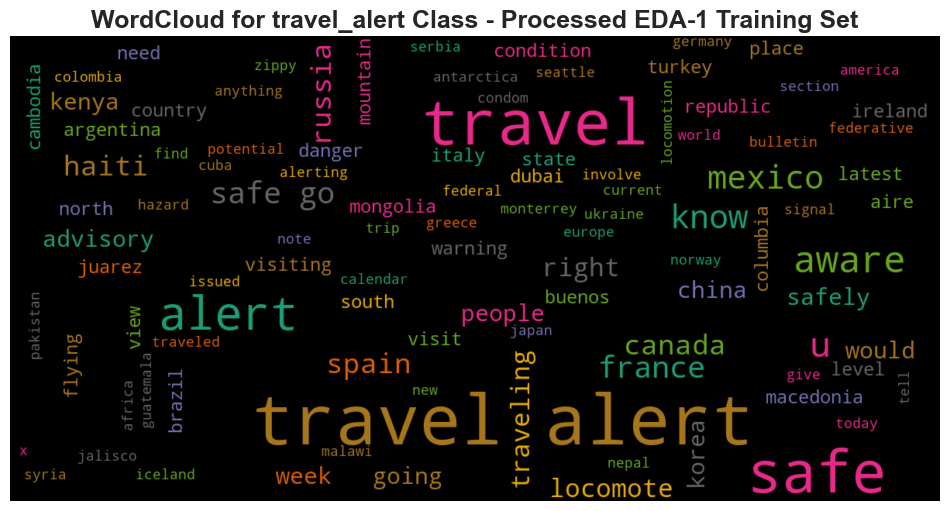 WordCloud for travel_alert Class - Processed EDA-1 Training Set
need
serbia
condition
germany
place
colombia
zippy
antarctica
seattle
turkey
america
cambodia
kenya
anything
country
russia
mountain
condom
section
travel
locomotion
republic
ireland
argentina
find
potential
danger
world
bulletin
federative
haiti
cuba
alerting
italy
state
dubai
involve
mexico
latest
safe go
federal
current
north
hazard
mongolia
monterrey
ukraine
know
signal
aire
trip
greece
europe
columbia
advisory
note
warning
aware
juarez
visiting
right
norway
issued
calendar
south
buenos
china
safely
alert
people
pakistan
view
traveled
visit
japan
canada
u
would
flying
spain
france
give
level
tell
africa
guatemala
brazil
new
traveling
macedonia
travel alert
today
x
jalisco
malawi
korea
safe
syria
iceland
week
going
nepal
locomote